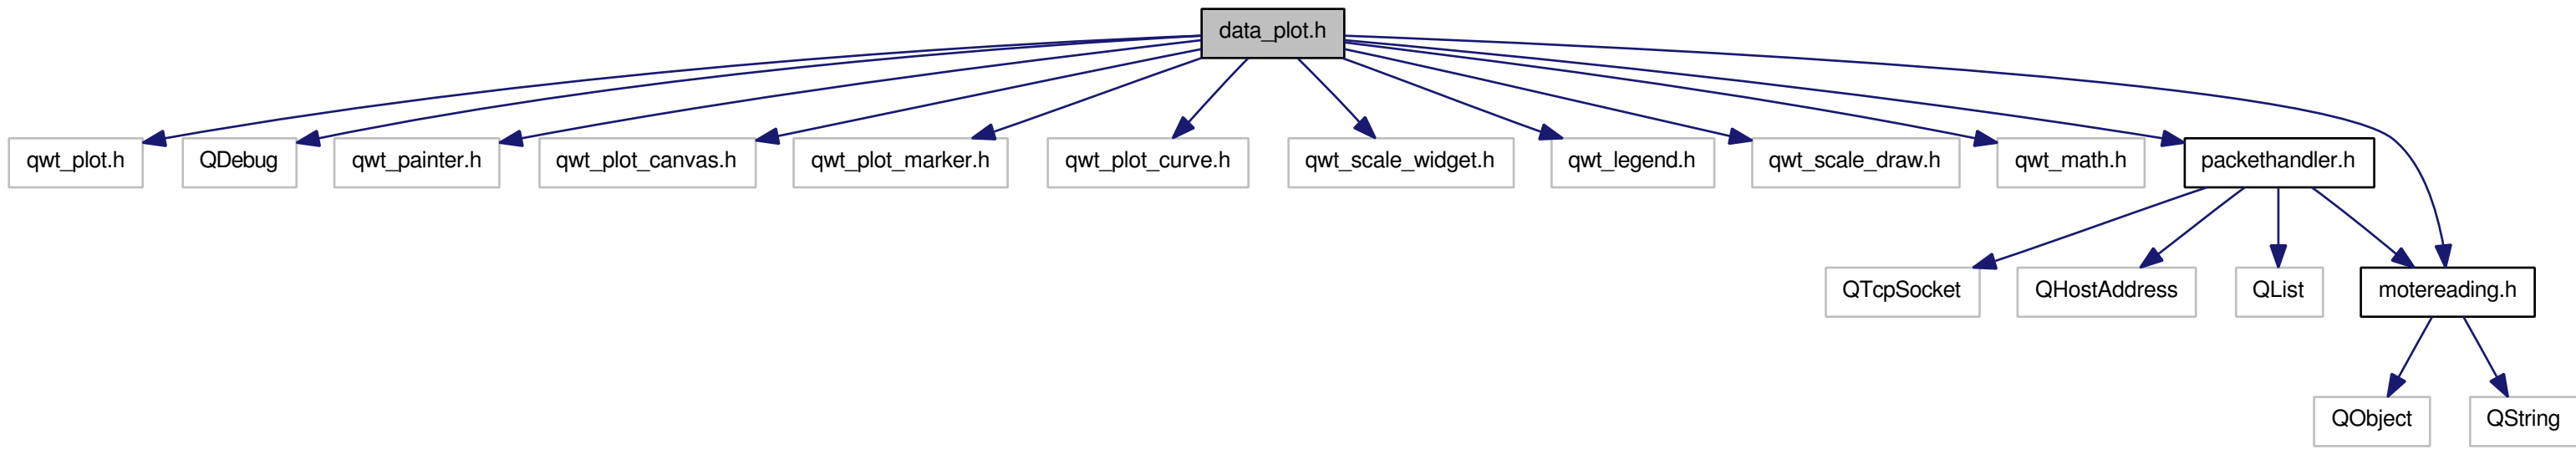 data_plot.h
qwt_plot.h
QDebug
qwt_painter.h
qwt_plot_canvas.h
qwt_plot_marker.h
qwt_plot_curve.h
qwt_scale_widget.h
qwt_legend.h
qwt_scale_draw.h
qwt_math.h
packethandler.h
QTcpSocket
QHostAddress
QList
motereading.h
QObject
QString